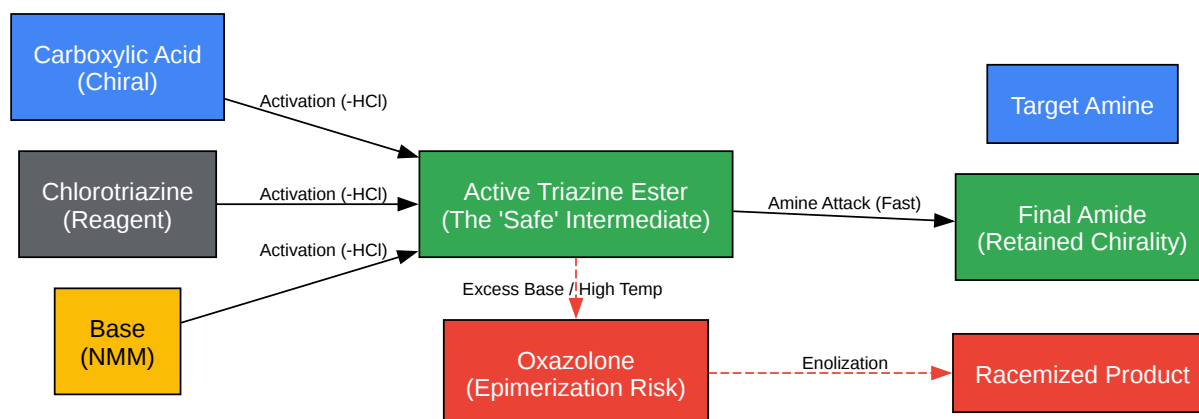 Carboxylic Acid
(Chiral)
Activation (-HCl)
Target Amine
Chlorotriazine
(Reagent)
Activation (-HCl)
Active Triazine Ester
(The 'Safe' Intermediate)
Amine Attack (Fast)
Final Amide
(Retained Chirality)
Activation (-HCl)
Base
(NMM)
Excess Base / High Temp
Oxazolone
(Epimerization Risk)
Enolization
Racemized Product